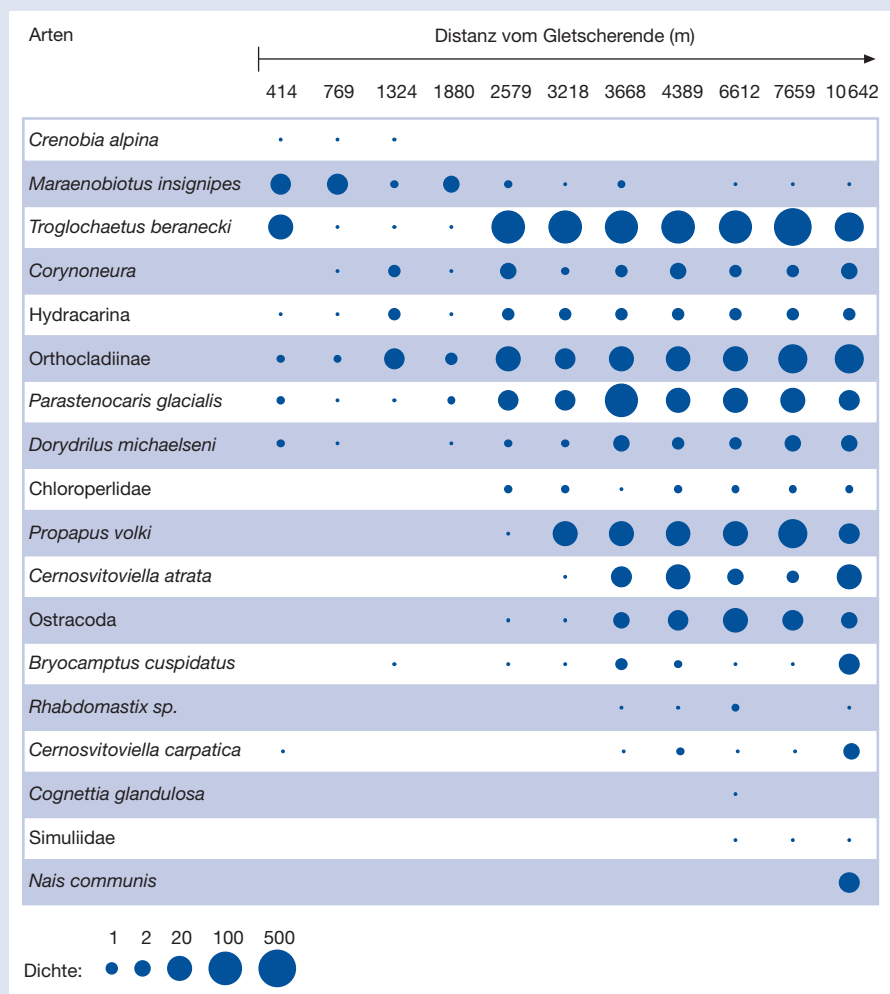 Arten
Distanz vom Gletscherende (m)
414 769 1324 1880 2579 3218 3668 4389 6612 7659 10642
Crenobia alpina
Maraenobiotus insignipes
Troglochaetus beranecki
Corynoneura
Hydracarina
Orthocladiinae
Parastenocaris glacialis
Dorydrilus michaelseni
Chloroperlidae
Propapus volki
Cernosvitoviella atrata
Ostracoda
Bryocamptus cuspidatus
Rhabdomastix sp.
Cernosvitoviella carpatica
Cognettia glandulosa
Simuliidae
Nais communis
1 2 20 100 500
Dichte: